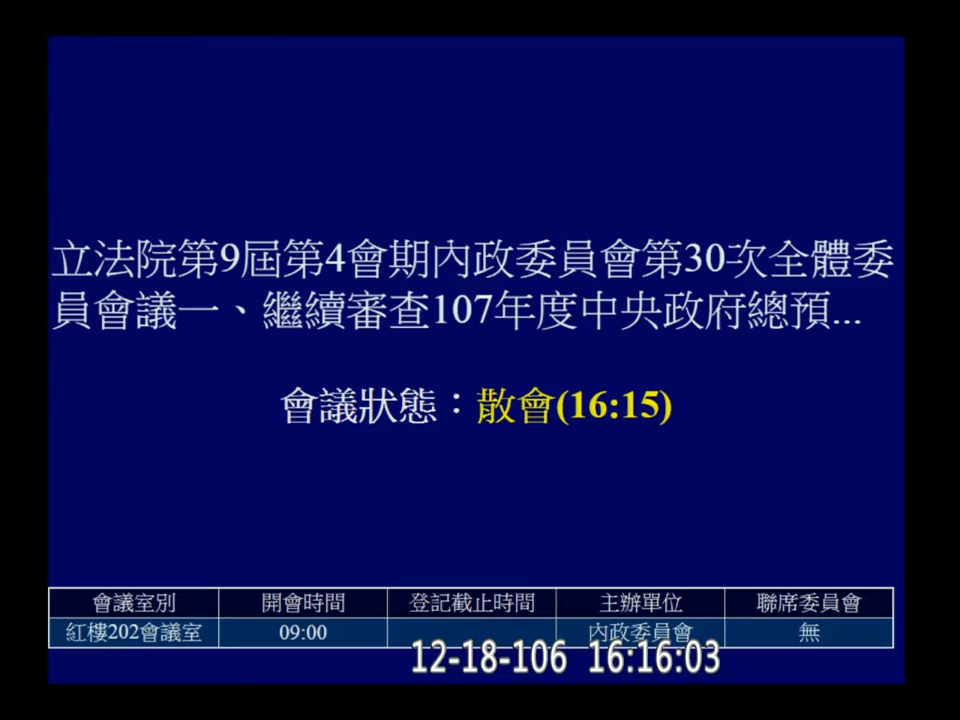 立法院第9屆第4會期內政委員會第30次全體委
員會議一、繼續審查107年度中央政府總預...
會議狀態：散會(16:15)
會議室別 開會時間 登記截止時間 主辦單位 聯席委員會
紅樓202會議室 09:00 內政委員會 無
12-18-106 16:16:03